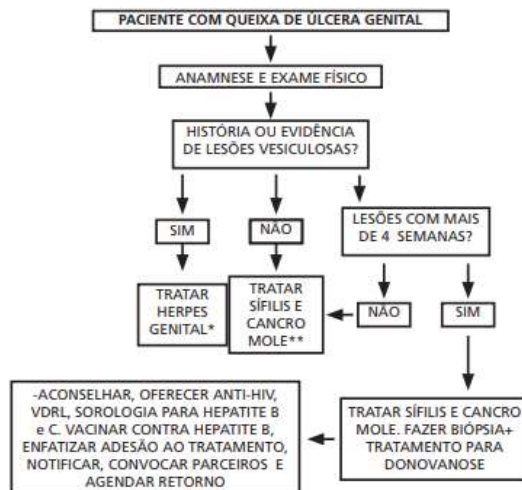 PACIENTE COM QUEIXA DE ÚLCERA GENITAL
ANAMNESE E EXAME FÍSICO
HISTÓRIA OU EVIDÊNCIA
DE LESÕES VESICULOSAS?
SIM
NÃO
LESÕES COM MAIS
DE 4 SEMANAS?
TRATAR
HERPES
GENITAL*
TRATAR
SÍFILIS E
CANCRO
MOLE**
NÃO
SIM
-ACONSELHAR, OFERECER ANTI-HIV,
VDRL, SOROLOGIA PARA HEPATITE B
e C. VACINAR CONTRA HEPATITE B,
ENFATIZAR ADESÃO AO TRATAMENTO,
NOTIFICAR, CONVOCAR PARCEIROS E
AGENDAR RETORNO
TRATAR SÍFILIS E CANCRO
MOLE. FAZER BIÓPSIA+
TRATAMENTO PARA
DONOVANOSE